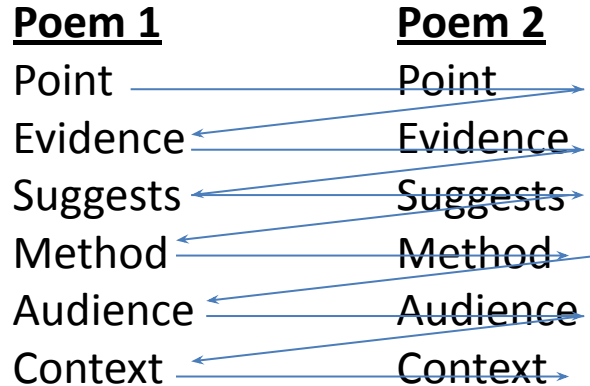 Poem 1 Poem 2
Point Point
Evidence Evidence
Suggests Suggests
Method Method
Audience Audience
Context Context